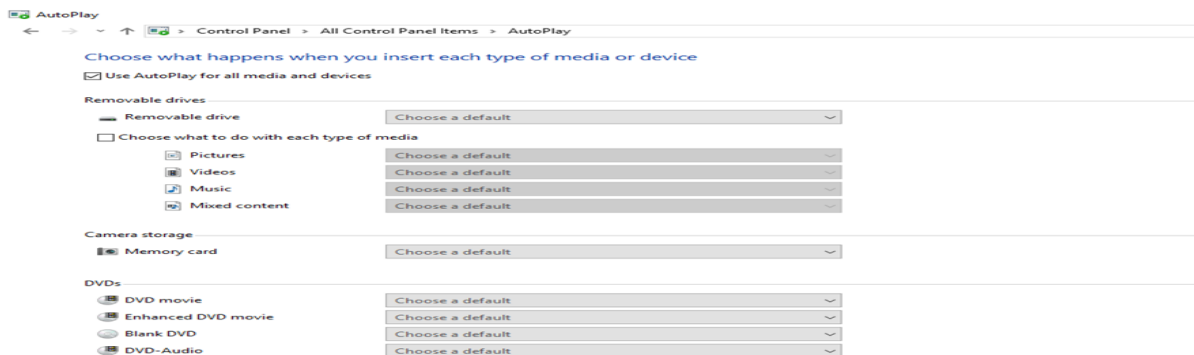 AutoPlay
Control Panel > All Control Panel Items > AutoPlay
Choose what happens when you insert each type of media or device
Use AutoPlay for all media and devices
Removable drives
Removable drive Choose a default
Choose what to do with each type of media
Pictures Choose a default
Videos Choose a default
Music Choose a default
Mixed content Choose a default
Camera storage
Memory card Choose a default
DVDs
DVD movie Choose a default
Enhanced DVD movie Choose a default
Blank DVD Choose a default
DVD-Audio Choose a default